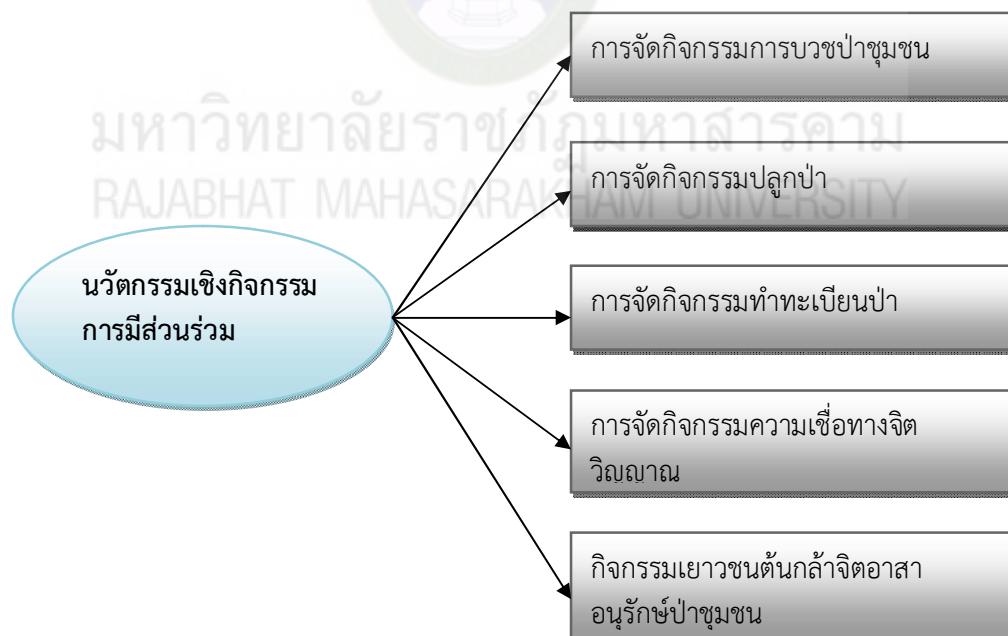 การจัดกิจกรรมการบวชป่าชุมชน
มหาวิทยาลัยราชภัฏมหาสารคาม
การจัดกิจกรรมปลูกป่า
RAJABHAT MAHASARAKHAM UNIVERSITY
นวัตกรรมเชิงกิจกรรม
การมีส่วนร่วม
การจัดกิจกรรมทำทะเบียนป่า
การจัดกิจกรรมความเชื่อทางจิต
วิญญาณ
กิจกรรมเยาวชนต้นกล้าจิตอาสา
อนุรักษ์ป่าชุมชน